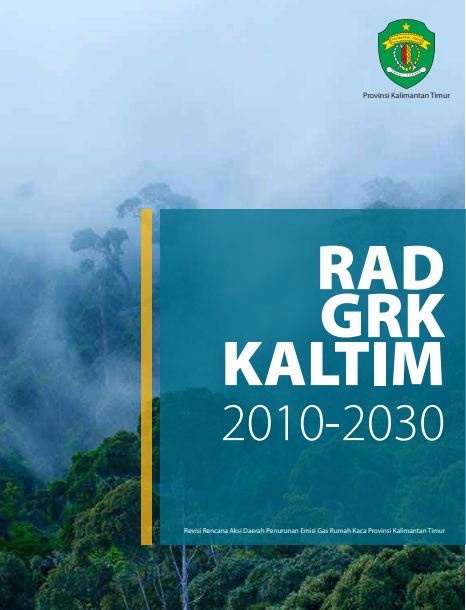 Provinsi Kalimantan Timur
RAD
GRK
KALTIM
2010-2030
Revisi Rencana Aksi Daerah Penurunan Emisi Gas Rumah Kaca Provinsi Kalimantan Timur